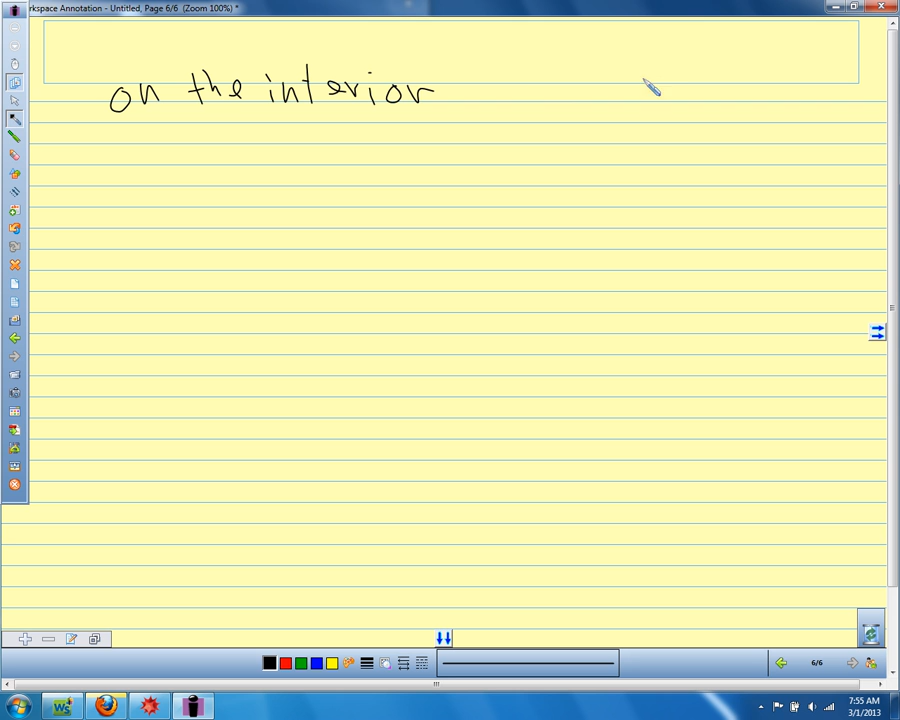 rkspace Annotation - Untitled, Page 6/6 (Zoom 100%) *
on the interior
6/6
7:55 AM
3/1/2013